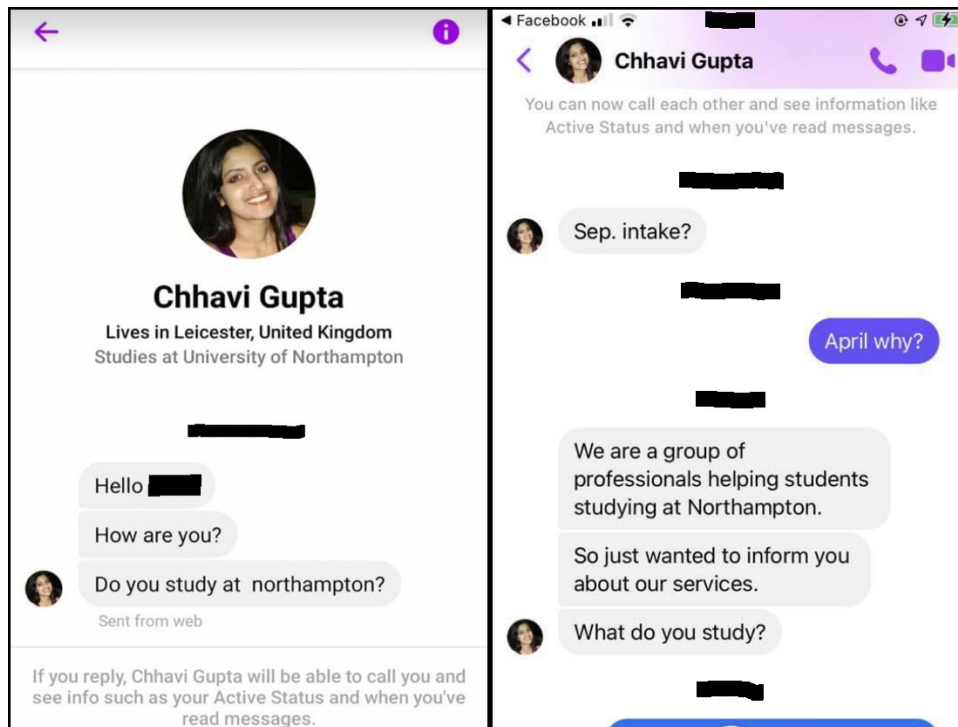 Chhavi Gupta
Lives in Leicester, United Kingdom
Studies at University of Northampton
Hello
How are you?
Do you study at northampton?
Sent from web
If you reply, Chhavi Gupta will be able to call you and
see info such as your Active Status and when you've
read messages.
Facebook
Chhavi Gupta
You can now call each other and see information like
Active Status and when you've read messages.
Sep. intake?
April why?
We are a group of
professionals helping students
studying at Northampton.
So just wanted to inform you
about our services.
What do you study?